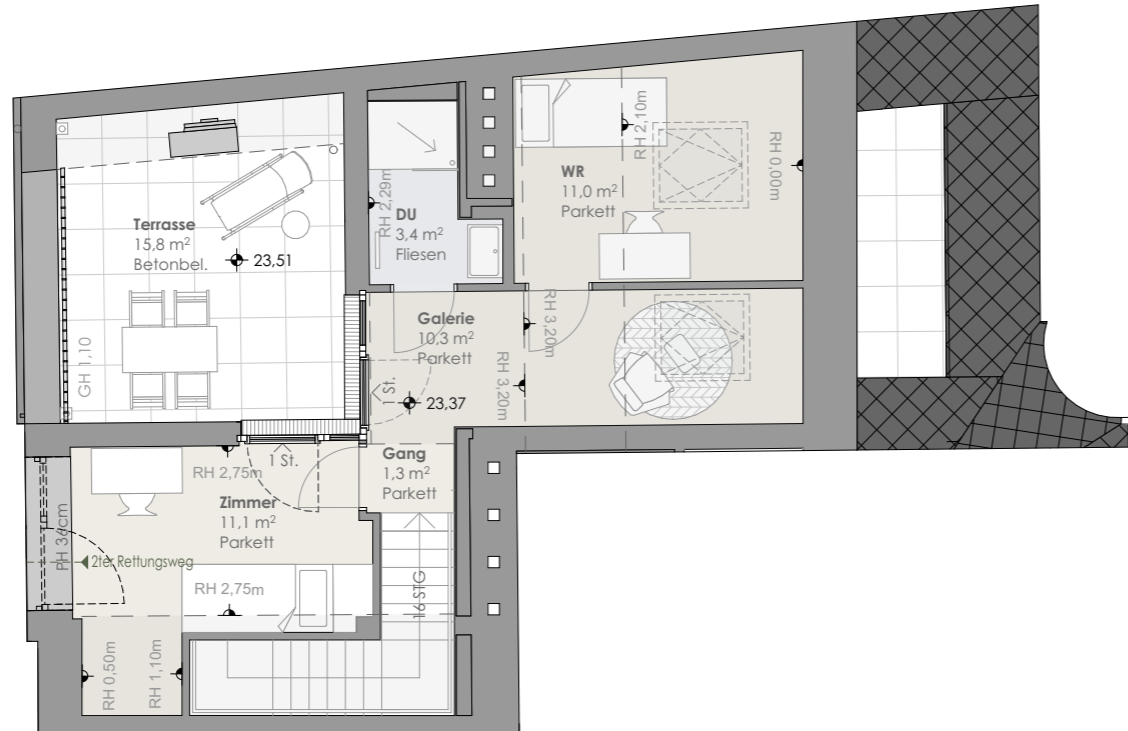 Terrasse
15,8 m²
Betonbel.
23,51
GH 1,10
RH 2,29m
DU
3,4 m²
Fliesen
WR
11,0 m²
Parkett
RH 2,10m
RH 0,00m
Galerie
10,3 m²
Parkett
RH 3,20m
RH 3,20m
1 St.
23,37
Gang
1,3 m²
Parkett
RH 2,75m
1 St.
Zimmer
11,1 m²
Parkett
PH 36cm
2ter Rettungsweg
RH 2,75m
16 STG
RH 0,50m
RH 1,10m